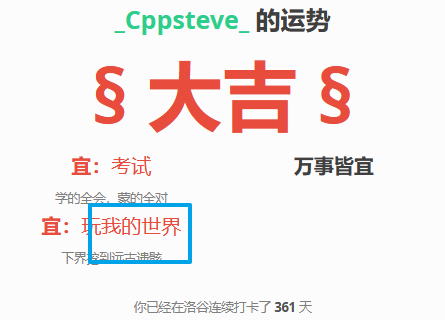 _Cppsteve_ 的运势
§ 大吉 §
宜：考试
万事皆宜
学的全会，蒙的全对
宜：玩我的世界
下界挖到远古遗骸
你已经在洛谷连续打卡了 361 天